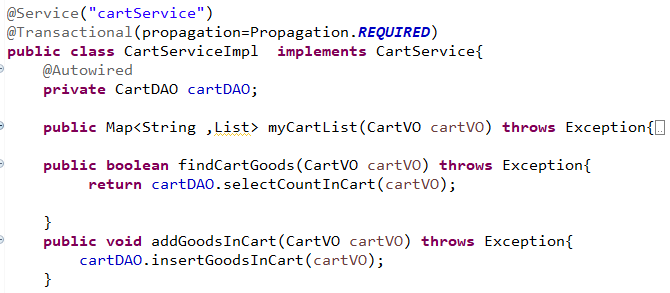 @Service("cartService")
@Transactional(propagation=Propagation.REQUIRED)
public class CartServiceImpl  implements CartService{
    @Autowired
    private CartDAO cartDAO;
    public Map<String ,List> myCartList(CartVO cartVO) throws Exception{
    public boolean findCartGoods(CartVO cartVO) throws Exception{
         return cartDAO.selectCountInCart(cartVO);
    }
    public void addGoodsInCart(CartVO cartVO) throws Exception{
        cartDAO.insertGoodsInCart(cartVO);
    }